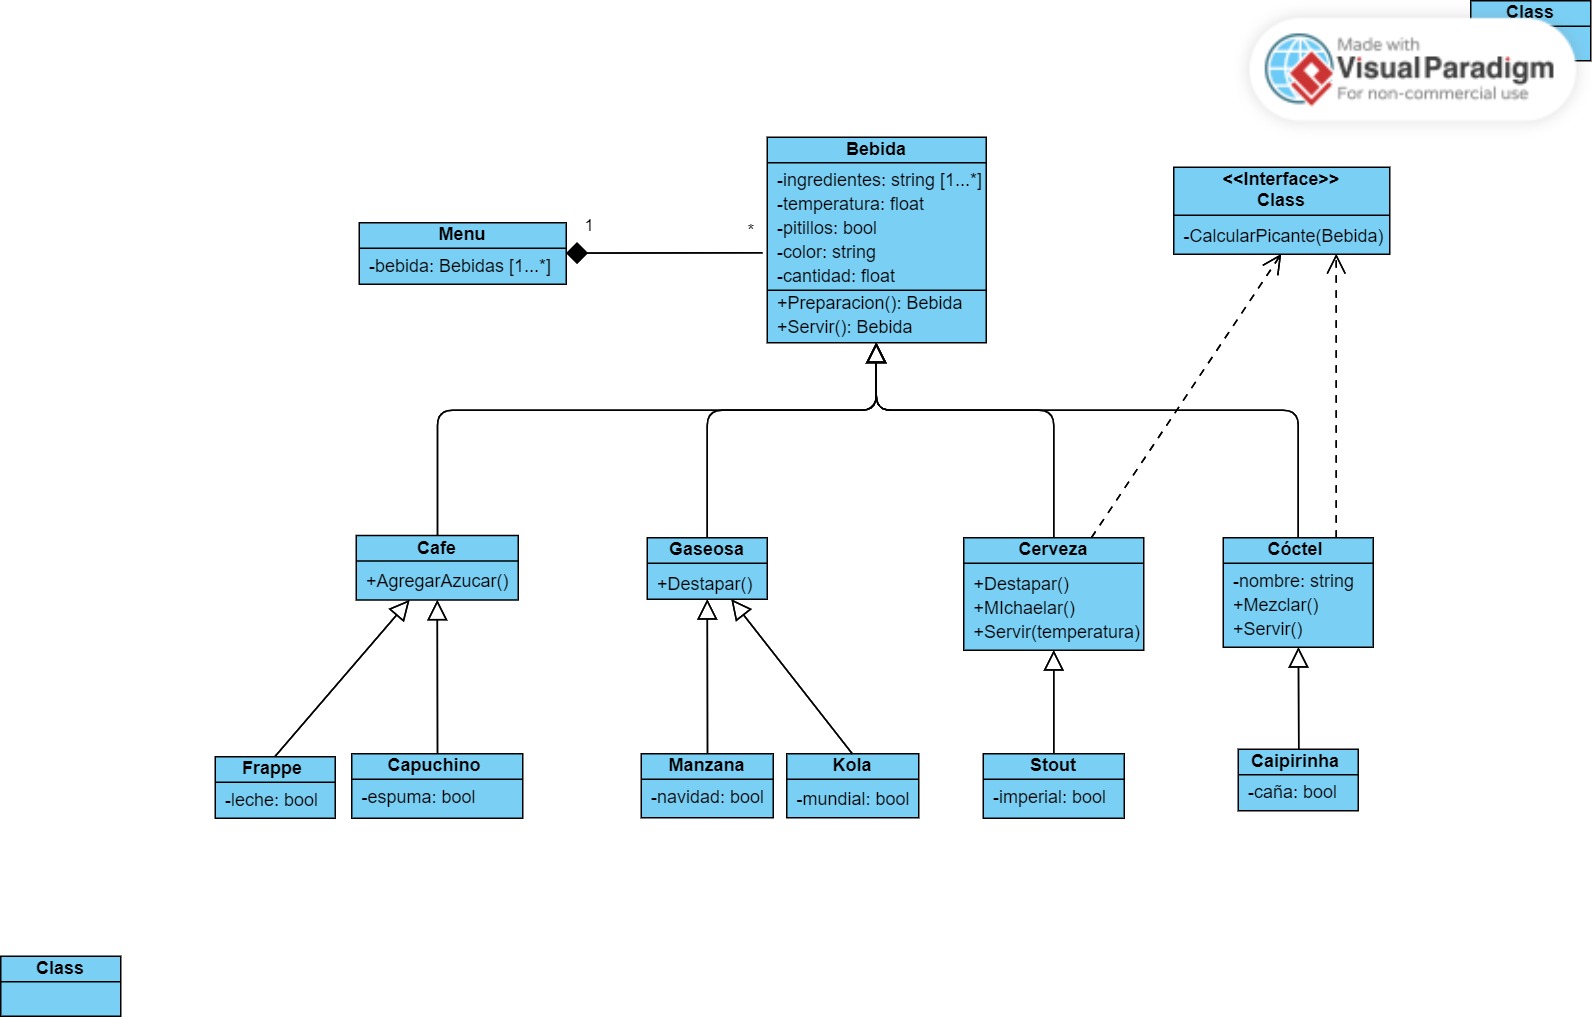 Class
Made with
Visual Paradigm
For non-commercial use
Bebida
-ingredientes: string [1...*]
-temperatura: float
-pitillos: bool
-color: string
-cantidad: float
+Preparacion(): Bebida
+Servir(): Bebida
<<Interface>>
Class
-CalcularPicante(Bebida)
Menu
-bebida: Bebidas [1...*]
1
*
Cafe
+AgregarAzucar()
Gaseosa
+Destapar()
Cerveza
+Destapar()
+MIchaelar()
+Servir(temperatura)
Cóctel
-nombre: string
+Mezclar()
+Servir()
Frappe
-leche: bool
Capuchino
-espuma: bool
Manzana
-navidad: bool
Kola
-mundial: bool
Stout
-imperial: bool
Caipirinha
-caña: bool
Class